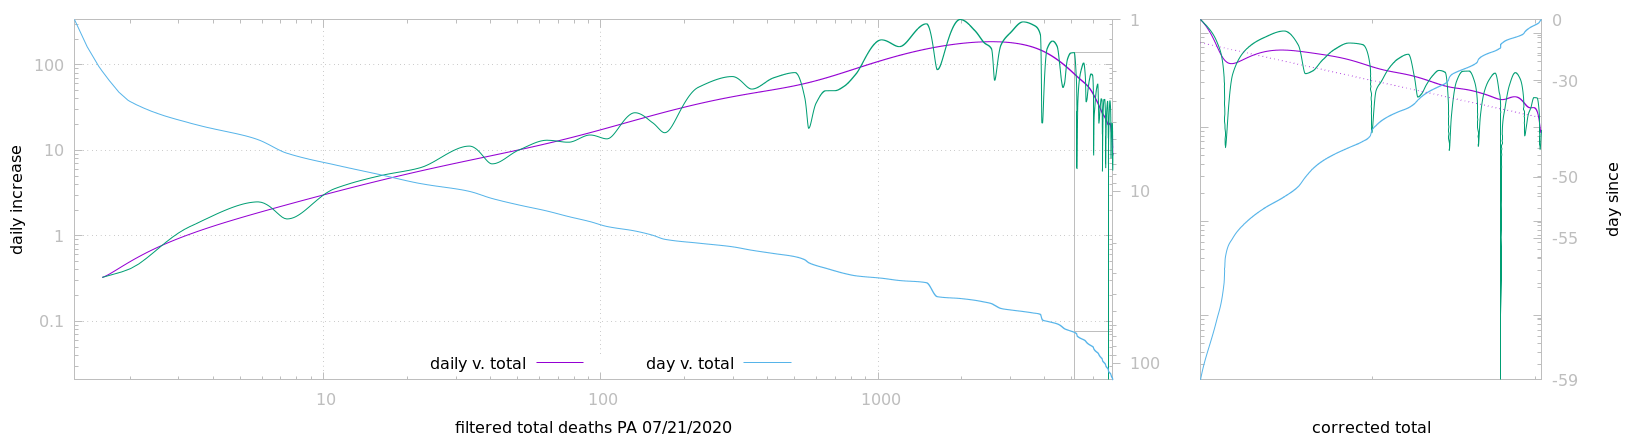 daily increase
100
10
1
0.1
10
100
1000
1
10
100
daily v. total
day v. total
filtered total deaths PA 07/21/2020
0
-30
-50
-55
-59
day since
corrected total